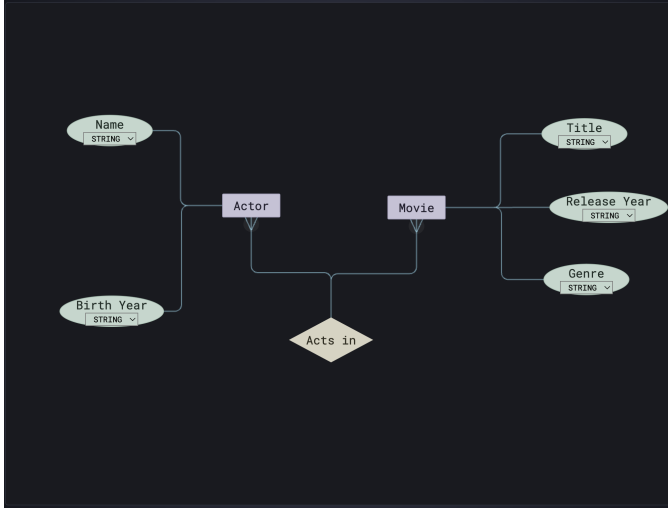 Name
STRING
Title
STRING
Actor
Movie
Release Year
STRING
Genre
STRING
Birth Year
STRING
Acts in